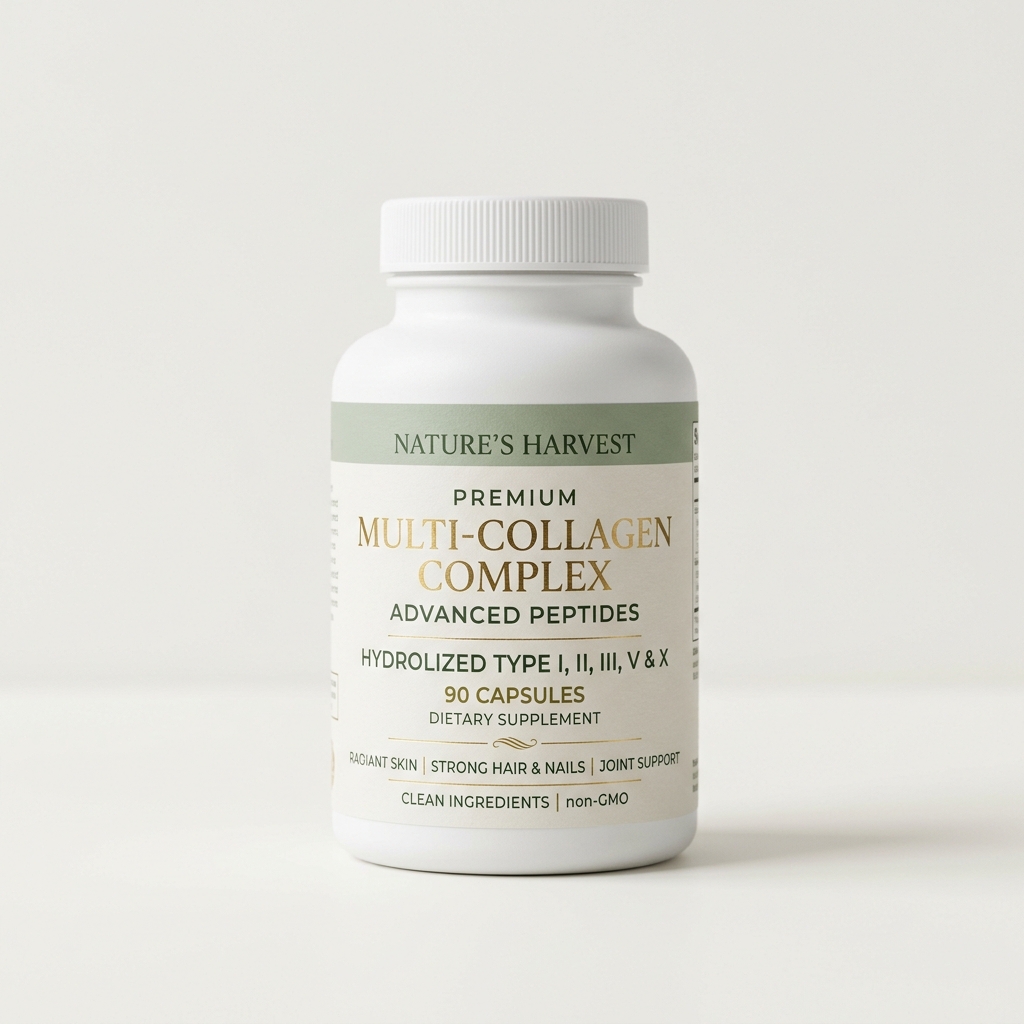 NATURE'S HARVEST
PREMIUM
MULTI-COLLAGEN
COMPLEX
ADVANCED PEPTIDES
HYDROLIZED TYPE I, II, III, V & X
90 CAPSULES
DIETARY SUPPLEMENT
RAGIANT SKIN | STRONG HAIR & NAILS | JOINT SUPPORT
CLEAN INGREDIENTS | non-GMO